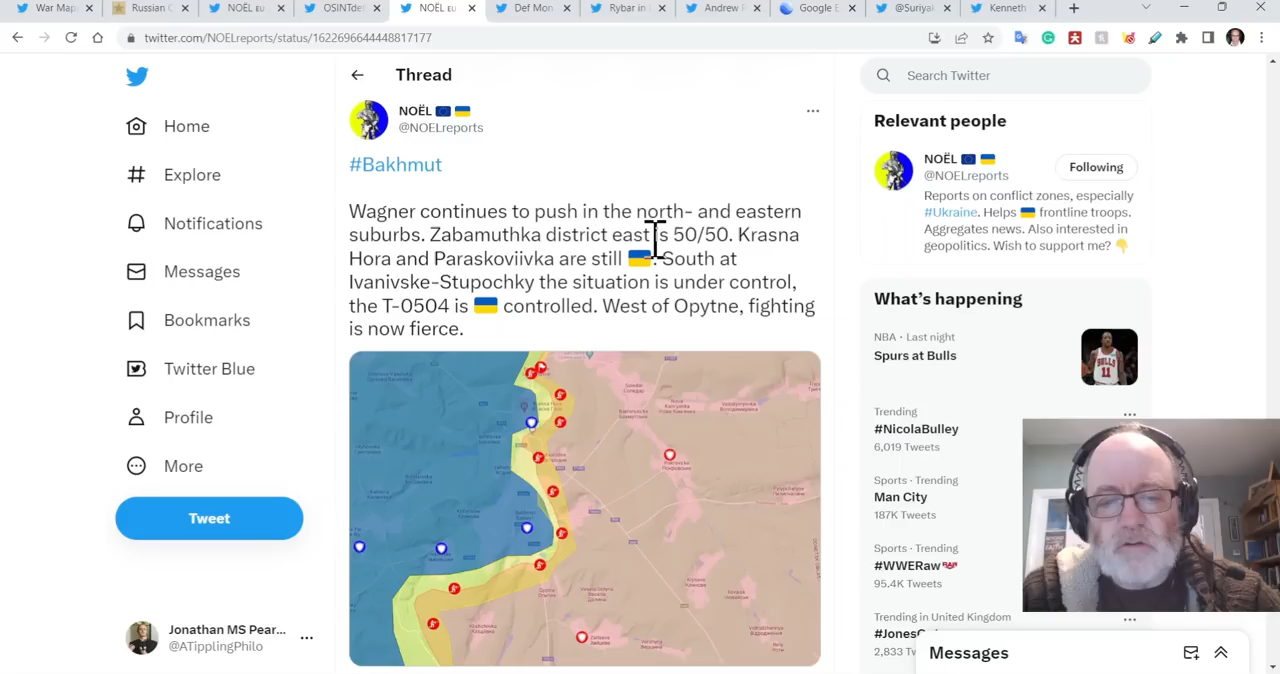 War Map
Russian O
NOËL EU
OSINTdes
NOËL EU
Def Mon
Rybar in
Andrew P
Google E
@Suriyak
Kenneth
twitter.com/NOELreports/status/1622696644448817177
Home
Explore
Notifications
Messages
Bookmarks
Twitter Blue
Profile
More
Tweet
Jonathan MS Pear...
@ATipplingPhilo
Thread
NOËL 🇪🇺 🇺🇦
@NOELreports
#Bakhmut
Wagner continues to push in the north- and eastern
suburbs. Zabamuthka district east is 50/50. Krasna
Hora and Paraskoviivka are still 🇺🇦. South at
Ivanivske-Stupochky the situation is under control,
the T-0504 is 🇺🇦 controlled. West of Opytne, fighting
is now fierce.
Search Twitter
Relevant people
NOËL 🇪🇺 🇺🇦
@NOELreports
Following
Reports on conflict zones, especially
#Ukraine. Helps 🇺🇦 frontline troops.
Aggregates news. Also interested in
geopolitics. Wish to support me? 👇
What's happening
NBA · Last night
Spurs at Bulls
Trending
#NicolaBulley
6,019 Tweets
Sports · Trending
Man City
187K Tweets
Sports · Trending
#WWERaw
95.4K Tweets
Trending in United Kingdom
#Jones
2,833 Tw
Messages